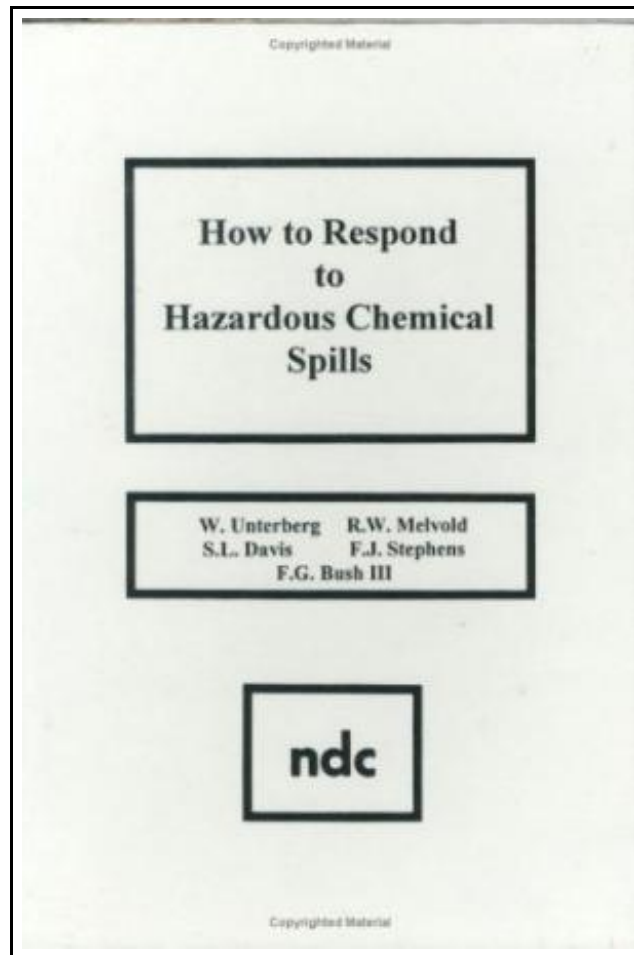 Copyrighted Material
How to Respond
to
Hazardous Chemical
Spills
W. Unterberg R.W. Melvold
S.L. Davis F.J. Stephens
F.G. Bush III
ndc
Copyrighted Material